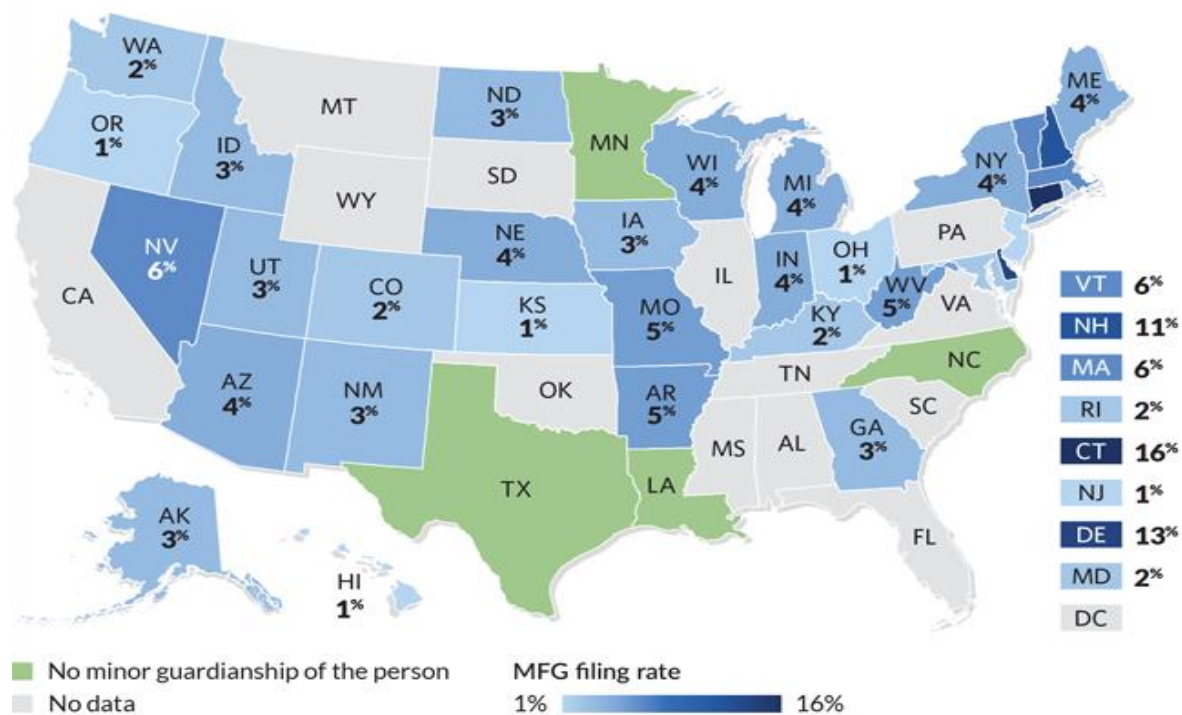 WA
2%
OR
1%
ID
3%
MT
ND
3%
MN
SD
WY
NV
6%
CA
UT
3%
CO
2%
NE
4%
KS
1%
IA
3%
WI
4%
MI
4%
NY
4%
ME
4%
PA
OH
1%
IN
4%
IL
MO
5%
KY
2%
WV
5%
VA
NC
TN
SC
AZ
4%
NM
3%
OK
AR
5%
MS
AL
GA
3%
TX
LA
FL
AK
3%
HI
1%
VT 6%
NH 11%
MA 6%
RI 2%
CT 16%
NJ 1%
DE 13%
MD 2%
DC
No minor guardianship of the person
No data
MFG filing rate
1% 16%